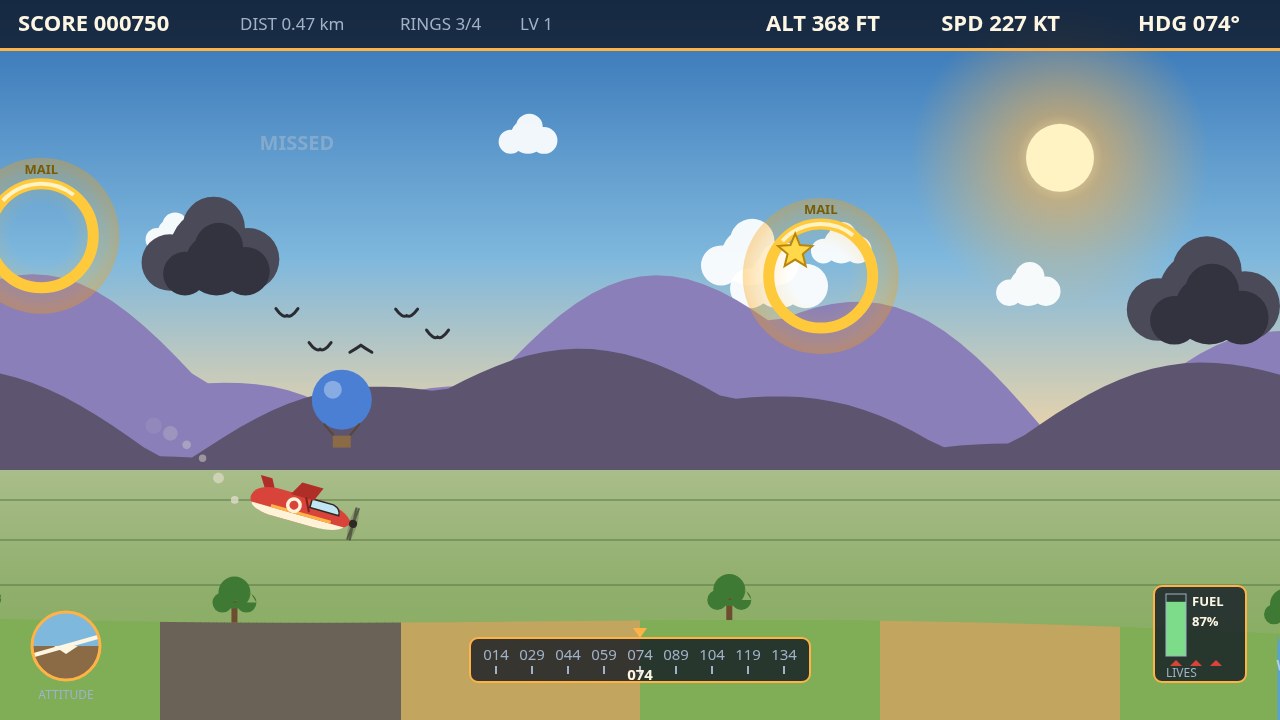 SCORE 000750 DIST 0.47 km RINGS 3/4 LV 1 ALT 368 FT SPD 227 KT HDG 074°
MISSED
MAIL
MAIL
FUEL
87%
LIVES
014 029 044 059 074 089 104 119 134
074
ATTITUDE